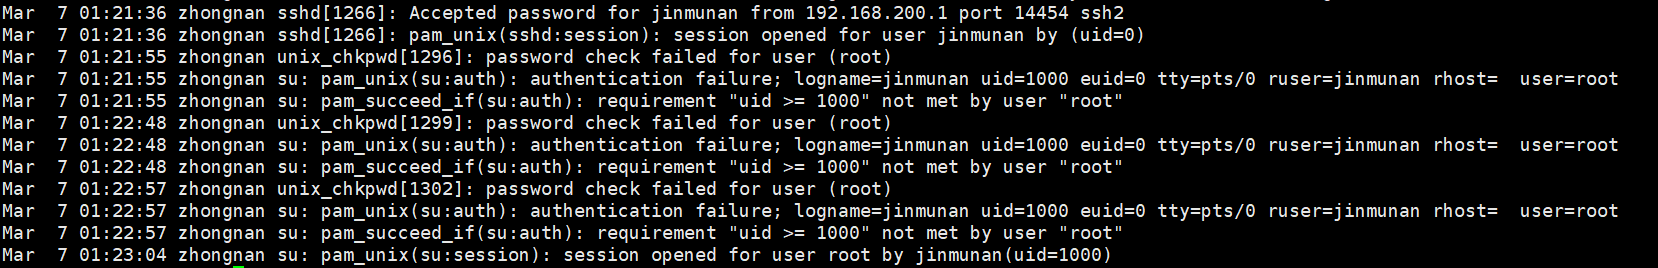 Mar  7 01:21:36 zhongnan sshd[1266]: Accepted password for jinmunan from 192.168.200.1 port 14454 ssh2
Mar  7 01:21:36 zhongnan sshd[1266]: pam_unix(sshd:session): session opened for user jinmunan by (uid=0)
Mar  7 01:21:55 zhongnan unix_chkpwd[1296]: password check failed for user (root)
Mar  7 01:21:55 zhongnan su: pam_unix(su:auth): authentication failure; logname=jinmunan uid=1000 euid=0 tty=pts/0 ruser=jinmunan rhost=  user=root
Mar  7 01:21:55 zhongnan su: pam_succeed_if(su:auth): requirement "uid >= 1000" not met by user "root"
Mar  7 01:22:48 zhongnan unix_chkpwd[1299]: password check failed for user (root)
Mar  7 01:22:48 zhongnan su: pam_unix(su:auth): authentication failure; logname=jinmunan uid=1000 euid=0 tty=pts/0 ruser=jinmunan rhost=  user=root
Mar  7 01:22:48 zhongnan su: pam_succeed_if(su:auth): requirement "uid >= 1000" not met by user "root"
Mar  7 01:22:57 zhongnan unix_chkpwd[1302]: password check failed for user (root)
Mar  7 01:22:57 zhongnan su: pam_unix(su:auth): authentication failure; logname=jinmunan uid=1000 euid=0 tty=pts/0 ruser=jinmunan rhost=  user=root
Mar  7 01:22:57 zhongnan su: pam_succeed_if(su:auth): requirement "uid >= 1000" not met by user "root"
Mar  7 01:23:04 zhongnan su: pam_unix(su:session): session opened for user root by jinmunan(uid=1000)